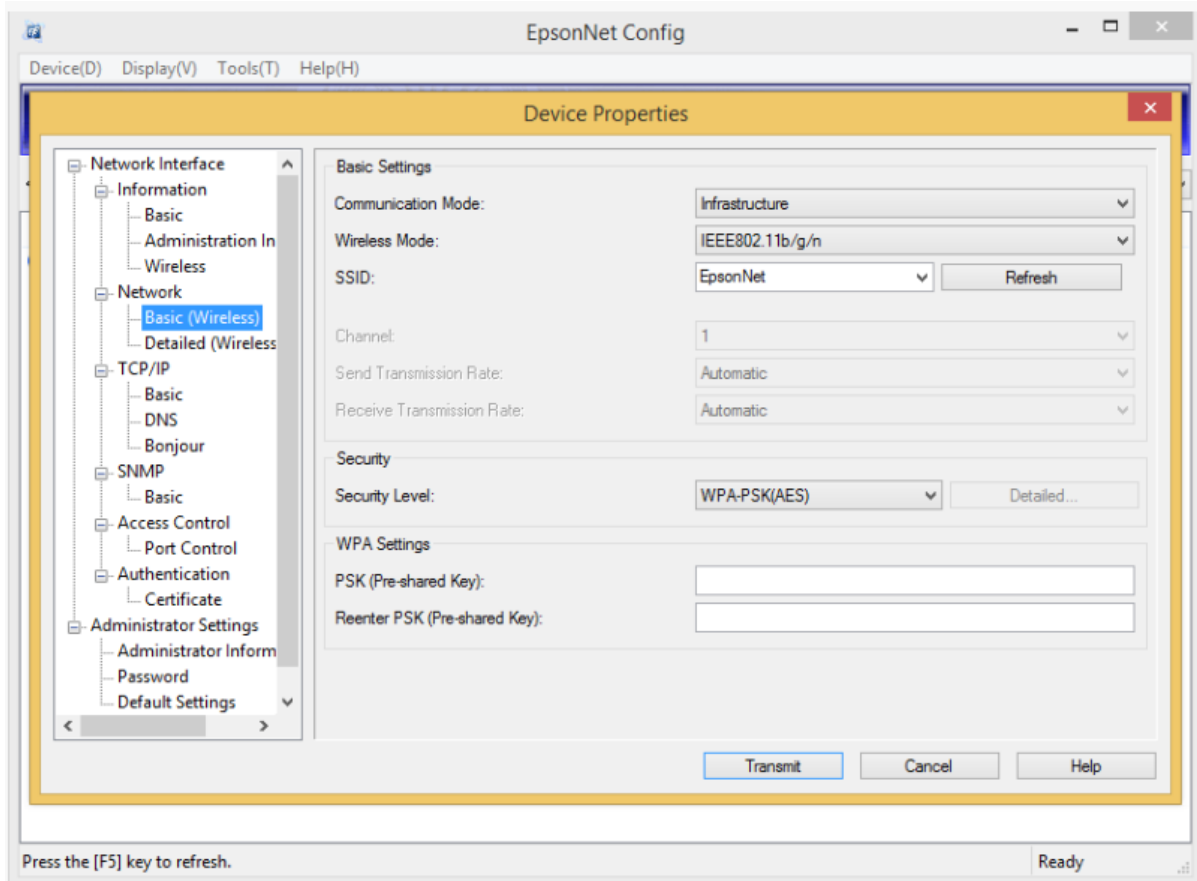 EpsonNet Config
Device(D) Display(V) Tools(T) Help(H)
Device Properties
Network Interface
Information
Basic
Administration In
Wireless
Network
Basic (Wireless)
Detailed (Wireless
TCP/IP
Basic
DNS
Bonjour
SNMP
Basic
Access Control
Port Control
Authentication
Certificate
Administrator Settings
Administrator Inform
Password
Default Settings
Basic Settings
Communication Mode: Infrastructure
Wireless Mode: IEEE802.11b/g/n
SSID: EpsonNet Refresh
Channel: 1
Send Transmission Rate: Automatic
Receive Transmission Rate: Automatic
Security
Security Level: WPA-PSK(AES) Detailed...
WPA Settings
PSK (Pre-shared Key):
Reenter PSK (Pre-shared Key):
Transmit Cancel Help
Press the [F5] key to refresh. Ready